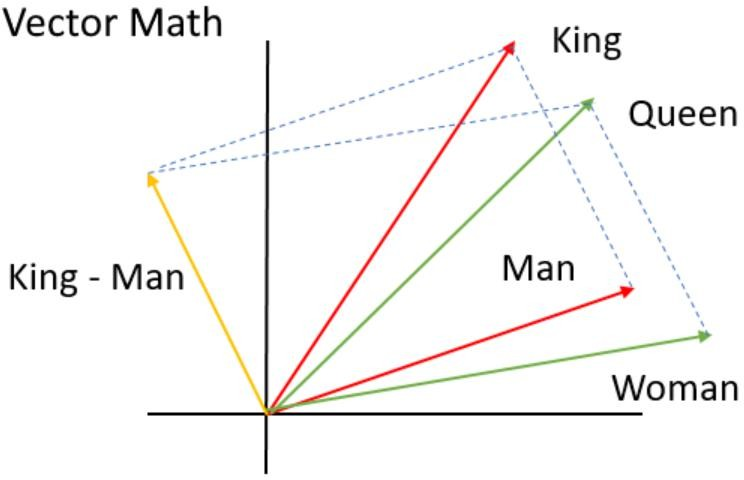 Vector Math
King
Queen
King - Man
Man
Woman